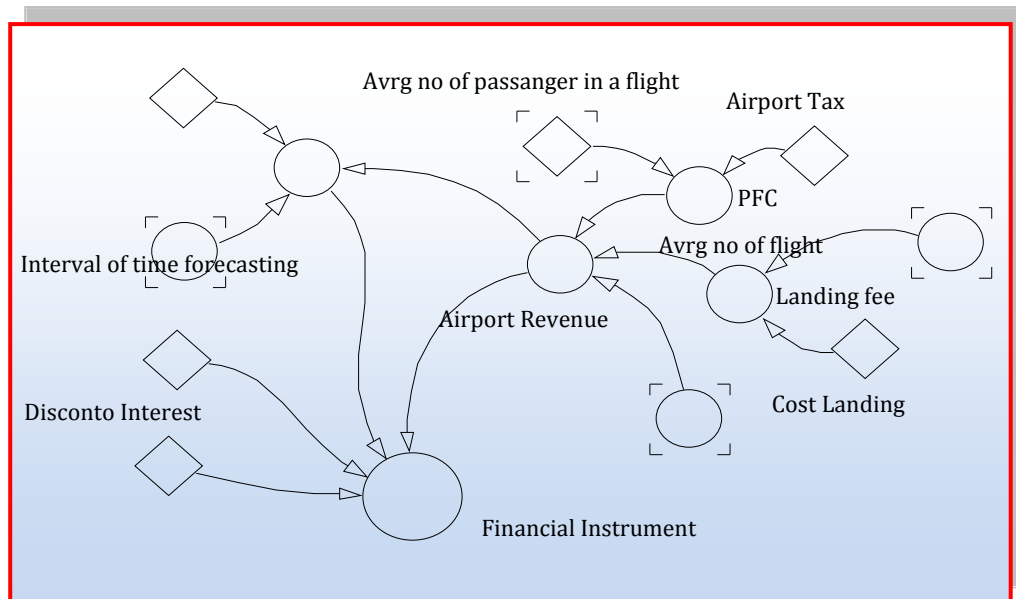 Avrg no of passanger in a flight
Airport Tax
PFC
Avrg no of flight
Interval of time forecasting
Landing fee
Airport Revenue
Cost Landing
Disconto Interest
Financial Instrument